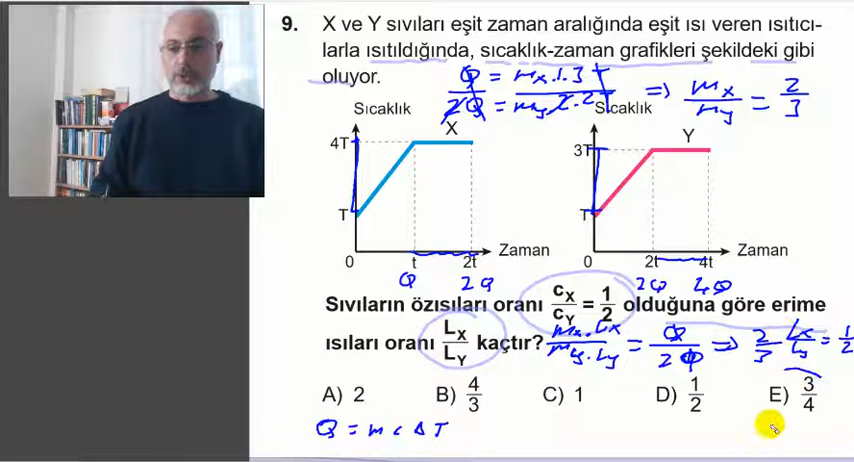 9. X ve Y sıvıları eşit zaman aralığında eşit ısı veren ısıtıcı-
larla ısıtıldığında, sıcaklık-zaman grafikleri şekildeki gibi
oluyor.
Q / 2Q = mx.1.3T / my.2.2T ⇒ mx / my = 2 / 3
Sıcaklık
X
4T
T
0
t
2t
Zaman
Q
2Q
Sıcaklık
Y
3T
T
0
2t
4t
Zaman
2Q
4Q
Sıvıların özısıları oranı cX / cY = 1 / 2 olduğuna göre erime
ısıları oranı LX / LY kaçtır?
mx.Lx / my.Ly = Q / 2Q ⇒ 2 / 3 Lx / Ly = 1 / 2
A) 2 B) 4/3 C) 1 D) 1/2 E) 3/4
Q = m c Δ T